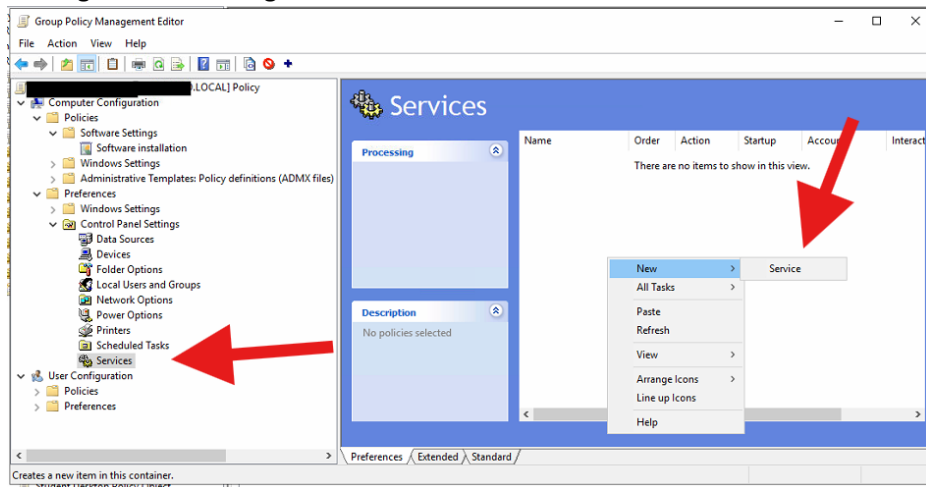 Group Policy Management Editor
File Action View Help
.LOCAL] Policy
Computer Configuration
Policies
Software Settings
Software installation
Windows Settings
Administrative Templates: Policy definitions (ADMX files)
Preferences
Windows Settings
Control Panel Settings
Data Sources
Devices
Folder Options
Local Users and Groups
Network Options
Power Options
Printers
Scheduled Tasks
Services
User Configuration
Policies
Preferences
Services
Processing
Description
No policies selected
Name Order Action Startup Accou Interact
There are no items to show in this view.
New
Service
All Tasks
Paste
Refresh
View
Arrange Icons
Line up Icons
Help
Preferences Extended Standard
Creates a new item in this container.
Student Desktop Policy Object